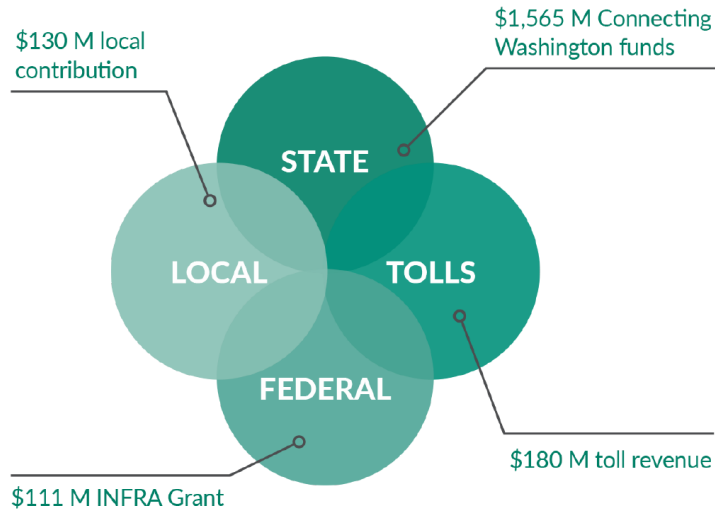 $1,565 M Connecting
Washington funds
$130 M local
contribution
STATE
LOCAL
TOLLS
FEDERAL
$180 M toll revenue
$111 M INFRA Grant